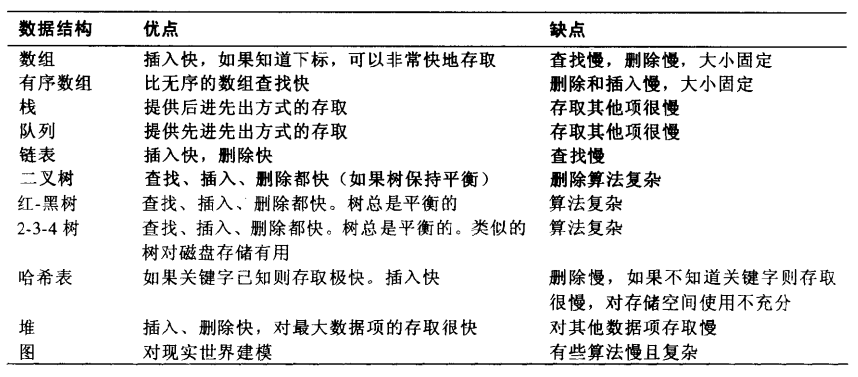 数据结构 优点 缺点
数组 插入快，如果知道下标，可以非常快地存取 查找慢，删除慢，大小固定
有序数组 比无序的数组查找快 删除和插入慢，大小固定
栈 提供后进先出方式的存取 存取其他项很慢
队列 提供先进先出方式的存取 存取其他项很慢
链表 插入快，删除快 查找慢
二叉树 查找、插入、删除都快（如果树保持平衡） 删除算法复杂
红-黑树 查找、插入、删除都快。树总是平衡的 算法复杂
2-3-4 树 查找、插入、删除都快。树总是平衡的。类似的 算法复杂
树对磁盘存储有用
哈希表 如果关键字已知则存取极快。插入快 删除慢，如果不知道关键字则存取
很慢，对存储空间使用不充分
堆 插入、删除快，对最大数据项的存取很快 对其他数据项存取慢
图 对现实世界建模 有些算法慢且复杂